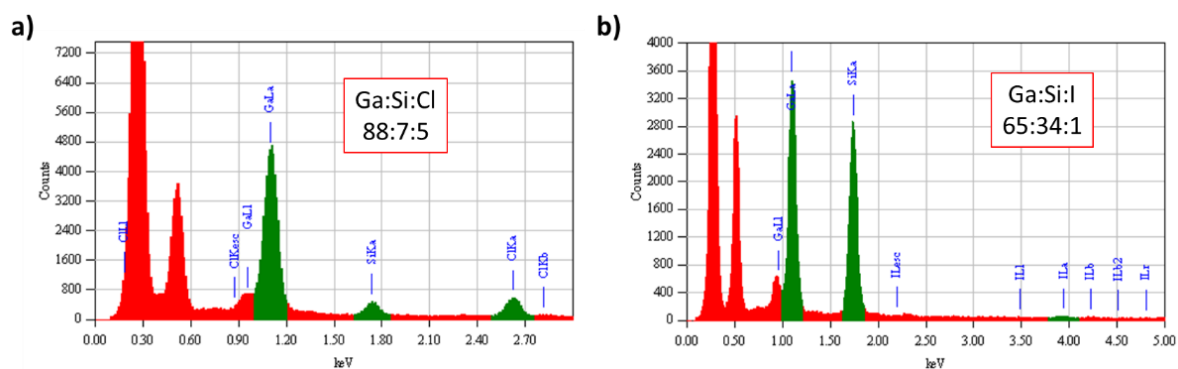 a)
Counts
7200
6400
5600
4800
4000
3200
2400
1600
800
0.00
0.00 0.30 0.60 0.90 1.20 1.50 1.80 2.10 2.40 2.70
keV
ClLl
ClKesc
GaLl
GaLa
SiKa
ClKa
ClKb
Ga:Si:Cl
88:7:5
b)
Counts
4000
3600
3200
2800
2400
2000
1600
1200
800
400
0.00
0.00 0.50 1.00 1.50 2.00 2.50 3.00 3.50 4.00 4.50 5.00
keV
GaLl
GaLa
SiKa
ILesc
ILl
ILa
ILb
ILb2
ILr
Ga:Si:I
65:34:1